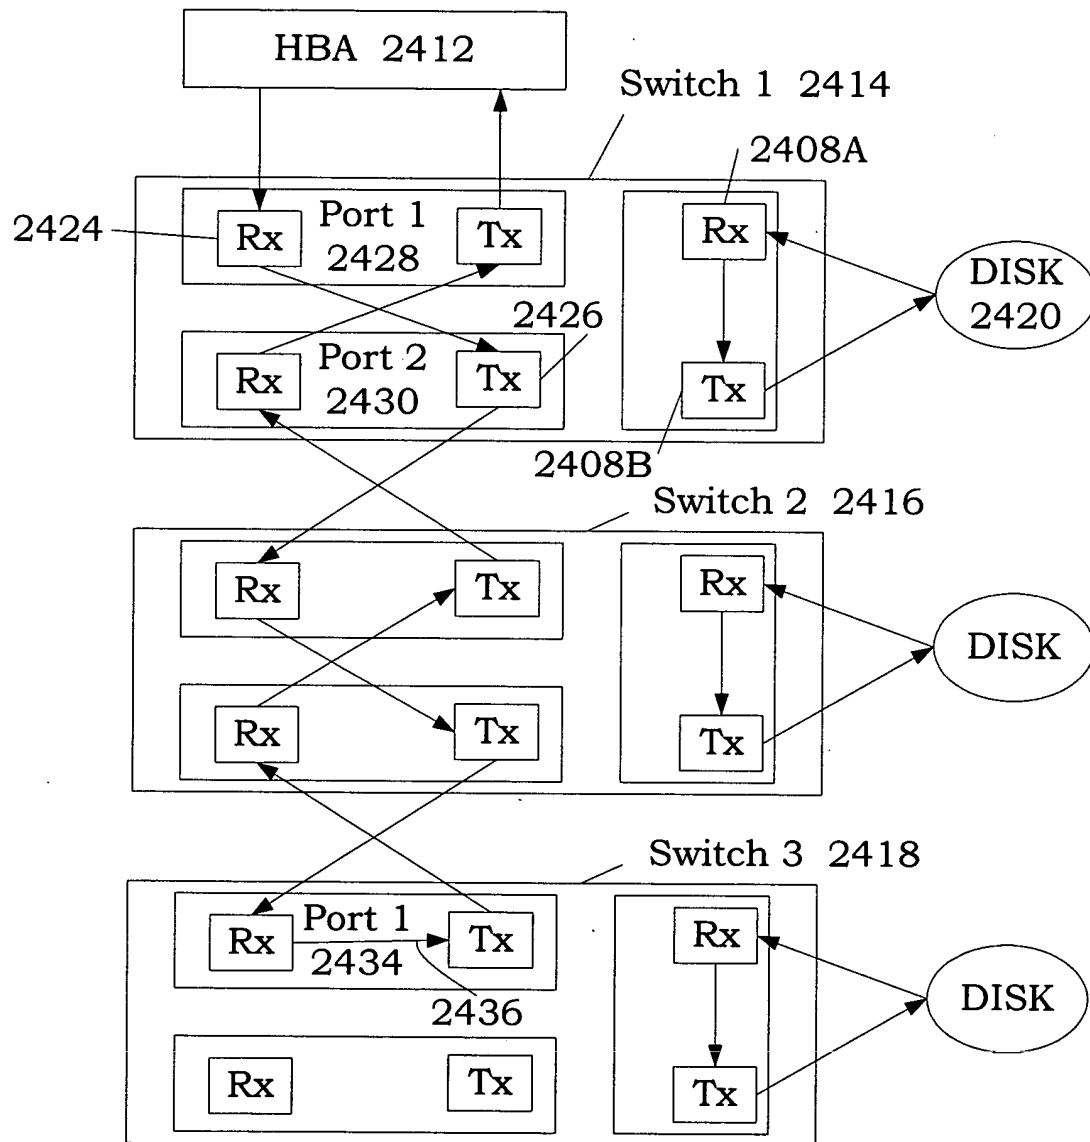 HBA 2412
Switch 1 2414
2408A
2424
Rx
Port 1
2428
Tx
Rx
DISK
2420
2426
Rx
Port 2
2430
Tx
Tx
2408B
Switch 2 2416
Rx
Tx
Rx
DISK
Rx
Tx
Tx
Switch 3 2418
Rx
Port 1
2434
Tx
Rx
2436
DISK
Rx
Tx
Tx